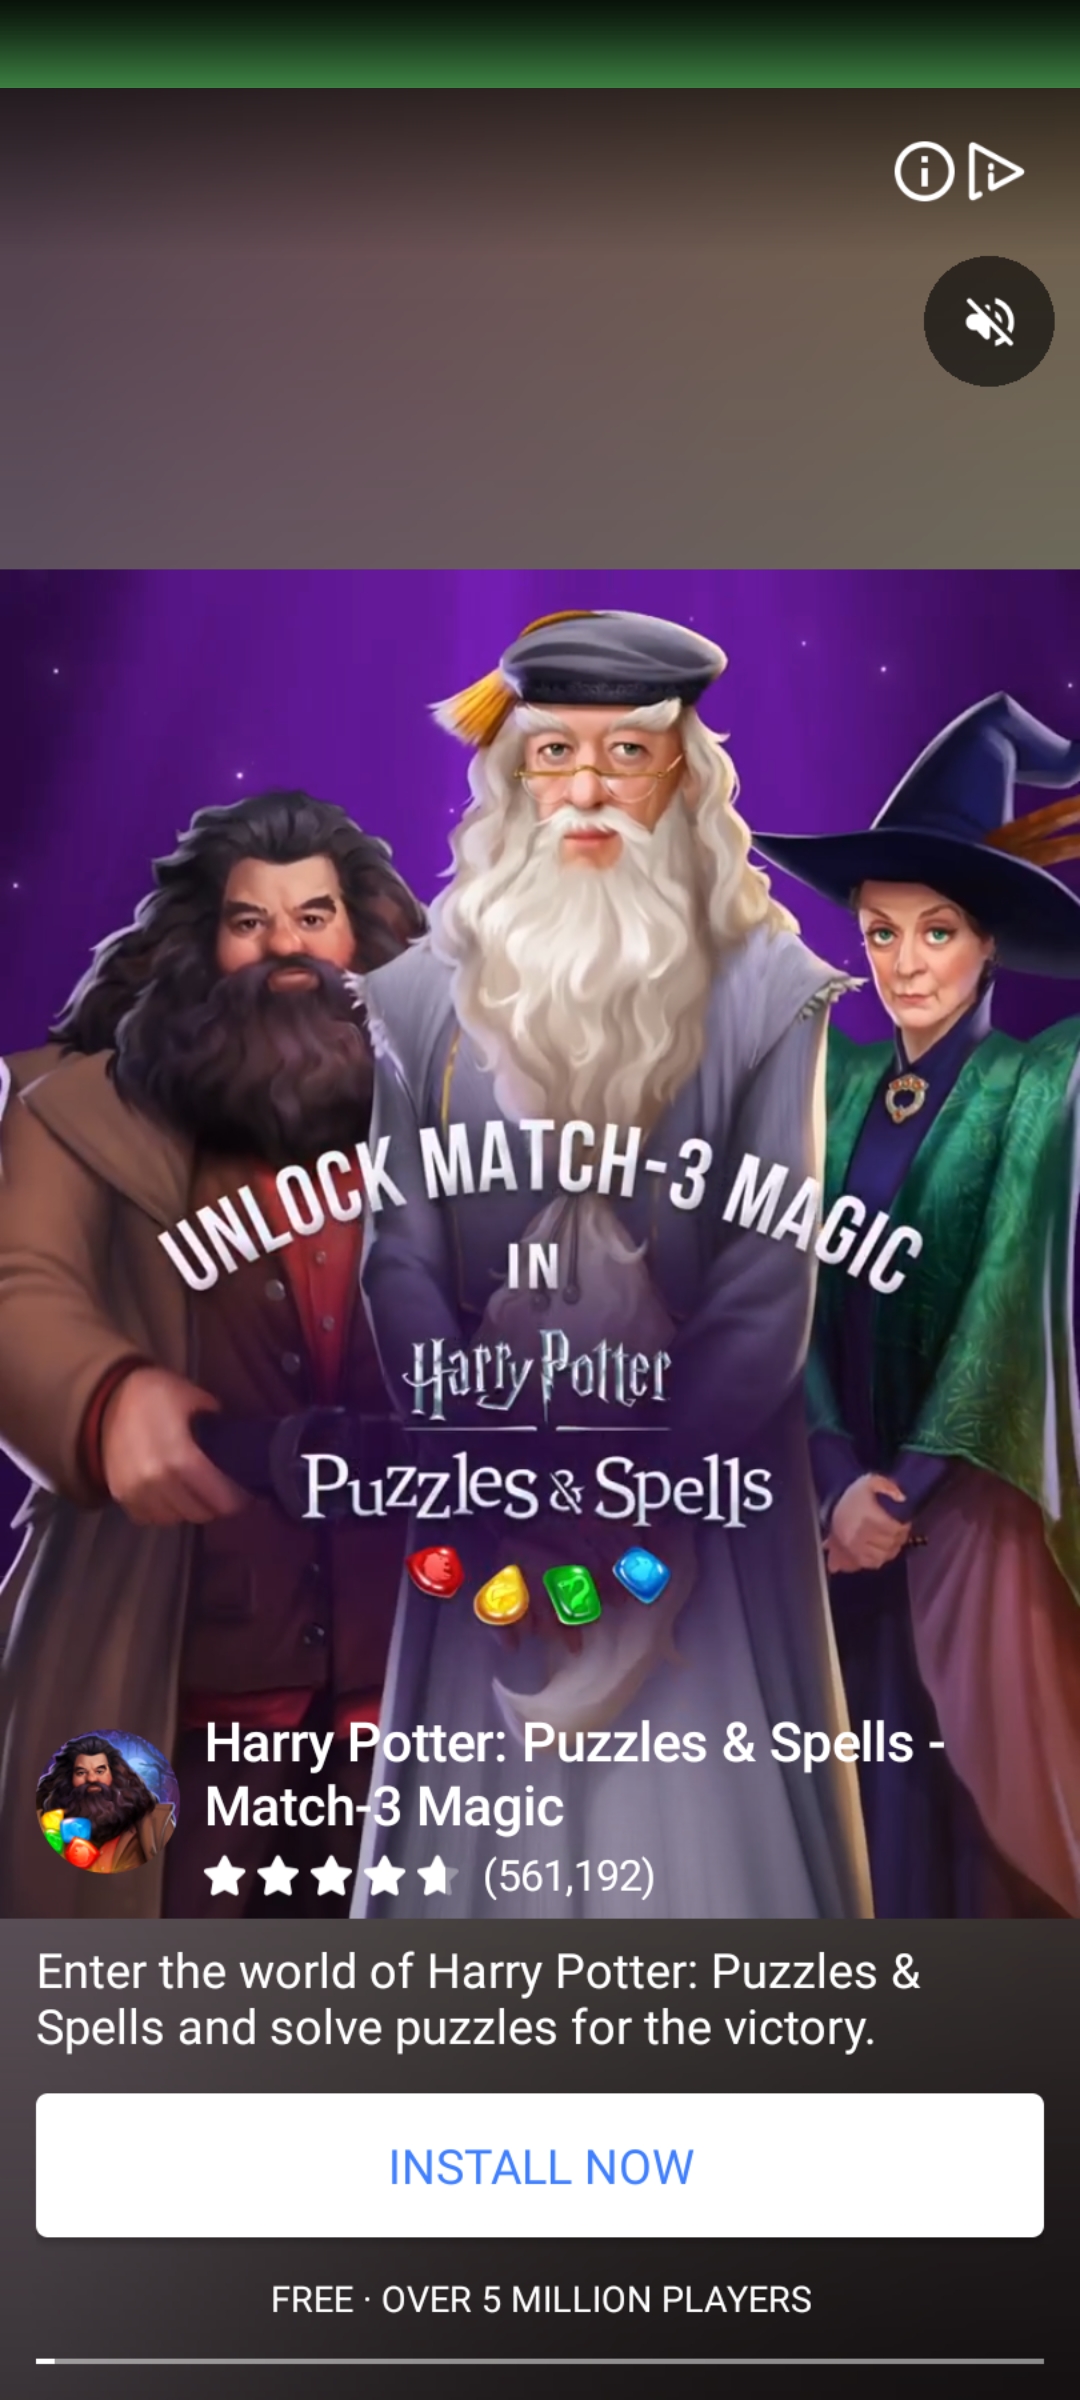 UNLOCK MATCH-3 MAGIC
IN
Harry Potter
Puzzles & Spells
Harry Potter: Puzzles & Spells -
Match-3 Magic
(561,192)
Enter the world of Harry Potter: Puzzles &
Spells and solve puzzles for the victory.
INSTALL NOW
FREE · OVER 5 MILLION PLAYERS